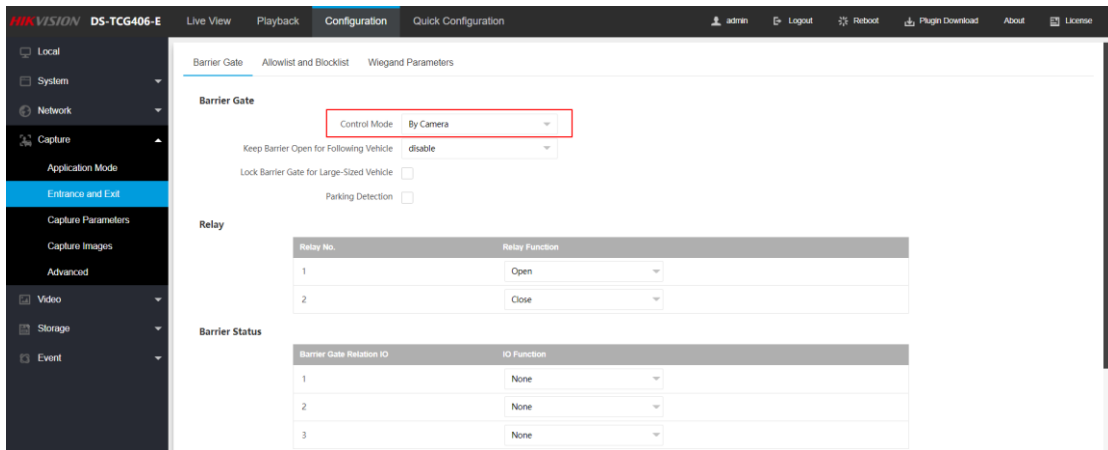 HIKVISION DS-TCG406-E Live View Playback Configuration Quick Configuration admin Logout Reboot Plugin Download About License
Local
System
Network
Capture
Application Mode
Entrance and Exit
Capture Parameters
Capture Images
Advanced
Video
Storage
Event
Barrier Gate Allowlist and Blocklist Wiegand Parameters
Barrier Gate
Control Mode By Camera
Keep Barrier Open for Following Vehicle disable
Lock Barrier Gate for Large-Sized Vehicle
Parking Detection
Relay
Relay No. Relay Function
1 Open
2 Close
Barrier Status
Barrier Gate Relation IO IO Function
1 None
2 None
3 None